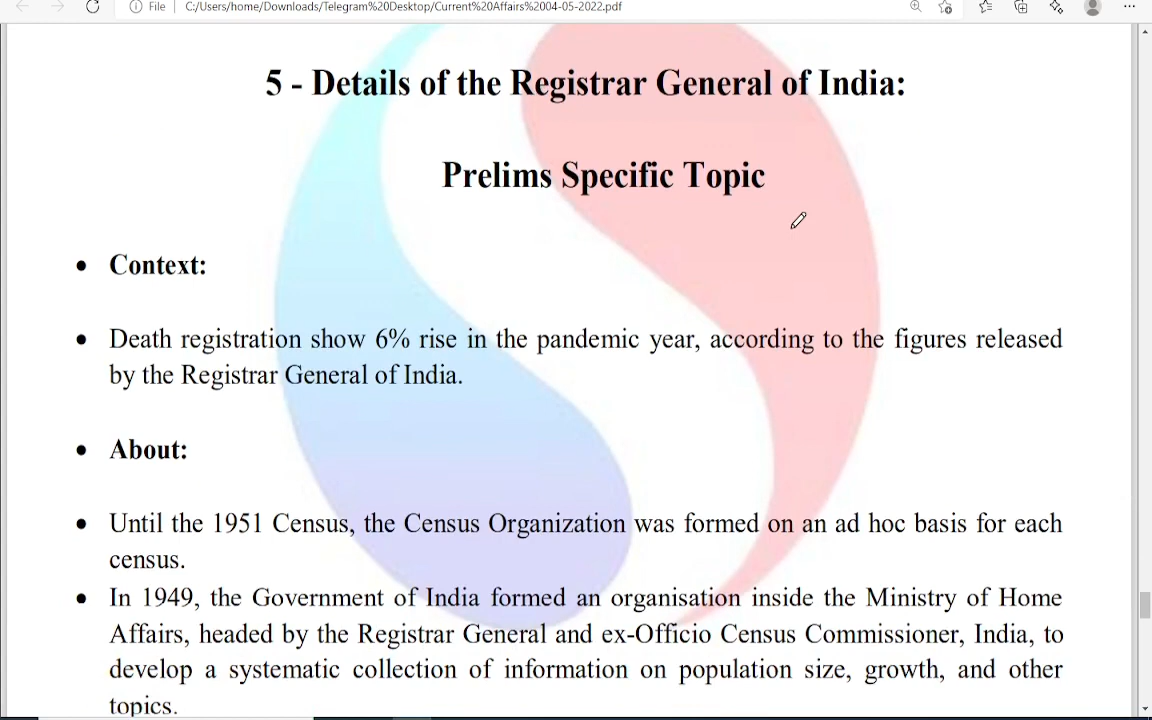 File
C:/Users/home/Downloads/Telegram%20Desktop/Current%20Affairs%2004-05-2022.pdf
5 - Details of the Registrar General of India:
Prelims Specific Topic
• Context:
• Death registration show 6% rise in the pandemic year, according to the figures released
by the Registrar General of India.
• About:
• Until the 1951 Census, the Census Organization was formed on an ad hoc basis for each
census.
• In 1949, the Government of India formed an organisation inside the Ministry of Home
Affairs, headed by the Registrar General and ex-Officio Census Commissioner, India, to
develop a systematic collection of information on population size, growth, and other
topics.